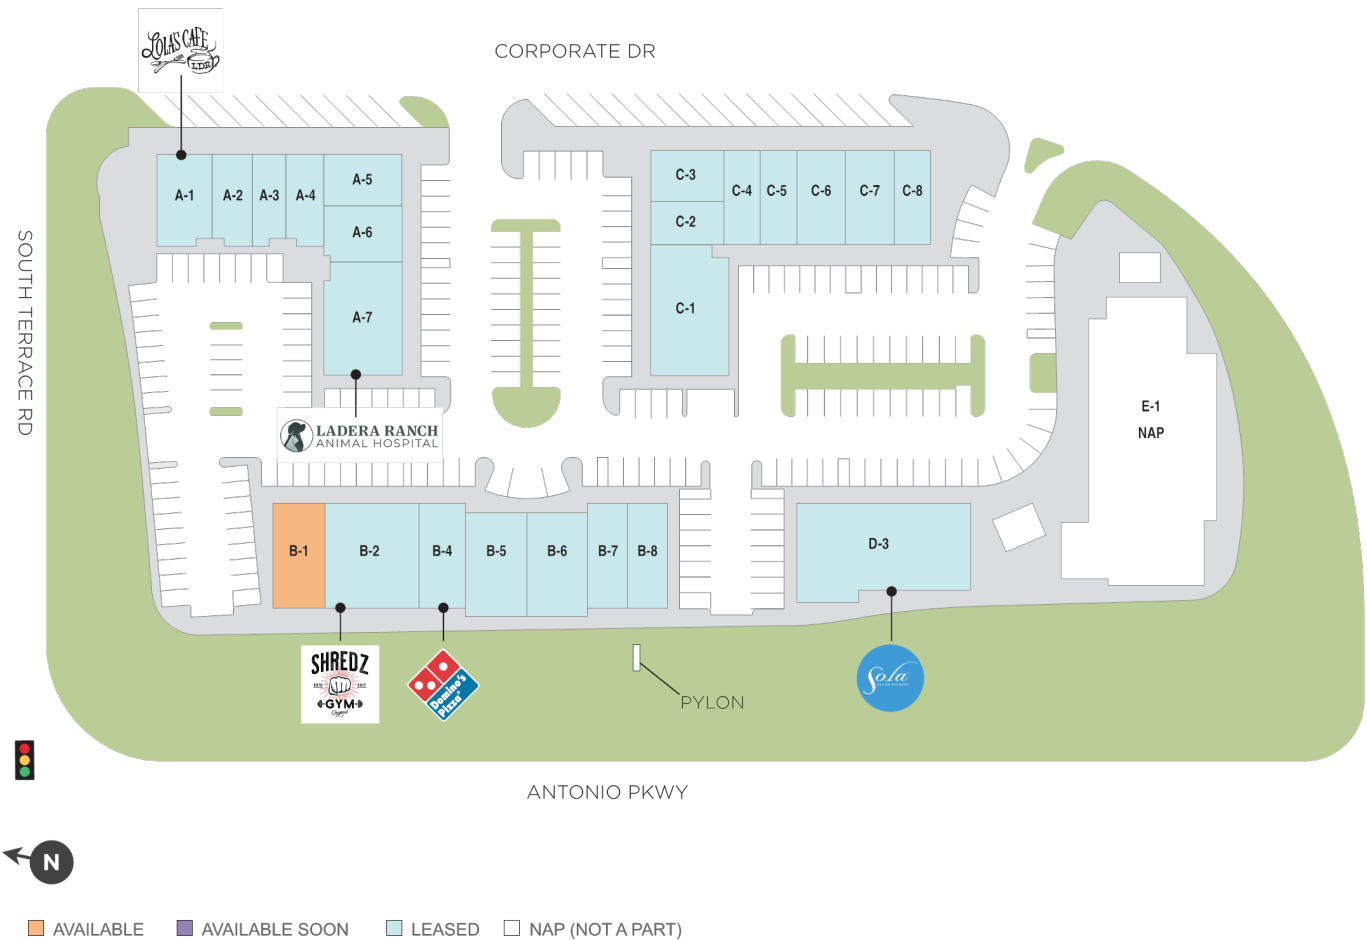 LOLA'S CAFE
LDR
CORPORATE DR
SOUTH TERRACE RD
A-1
A-2
A-3
A-4
A-5
A-6
A-7
C-3
C-2
C-1
C-4
C-5
C-6
C-7
C-8
E-1
NAP
LADERA RANCH
ANIMAL HOSPITAL
B-1
B-2
B-4
B-5
B-6
B-7
B-8
D-3
SHREDZ
GYM
Domino's
Pizza
PYLON
Sola
ANTONIO PKWY
N
AVAILABLE
AVAILABLE SOON
LEASED
NAP (NOT A PART)